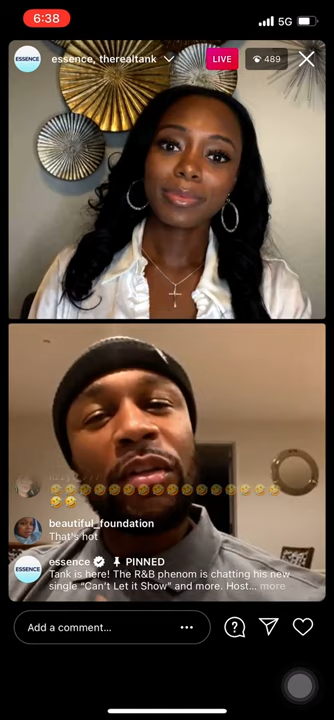 6:38
5G
ESSENCE
essence, therealtank
LIVE
489
beautiful_foundation
That's hot
ESSENCE
essence PINNED
Tank is here! The R&B phenom is chatting his new
single "Can't Let it Show" and more. Host... more
Add a comment...